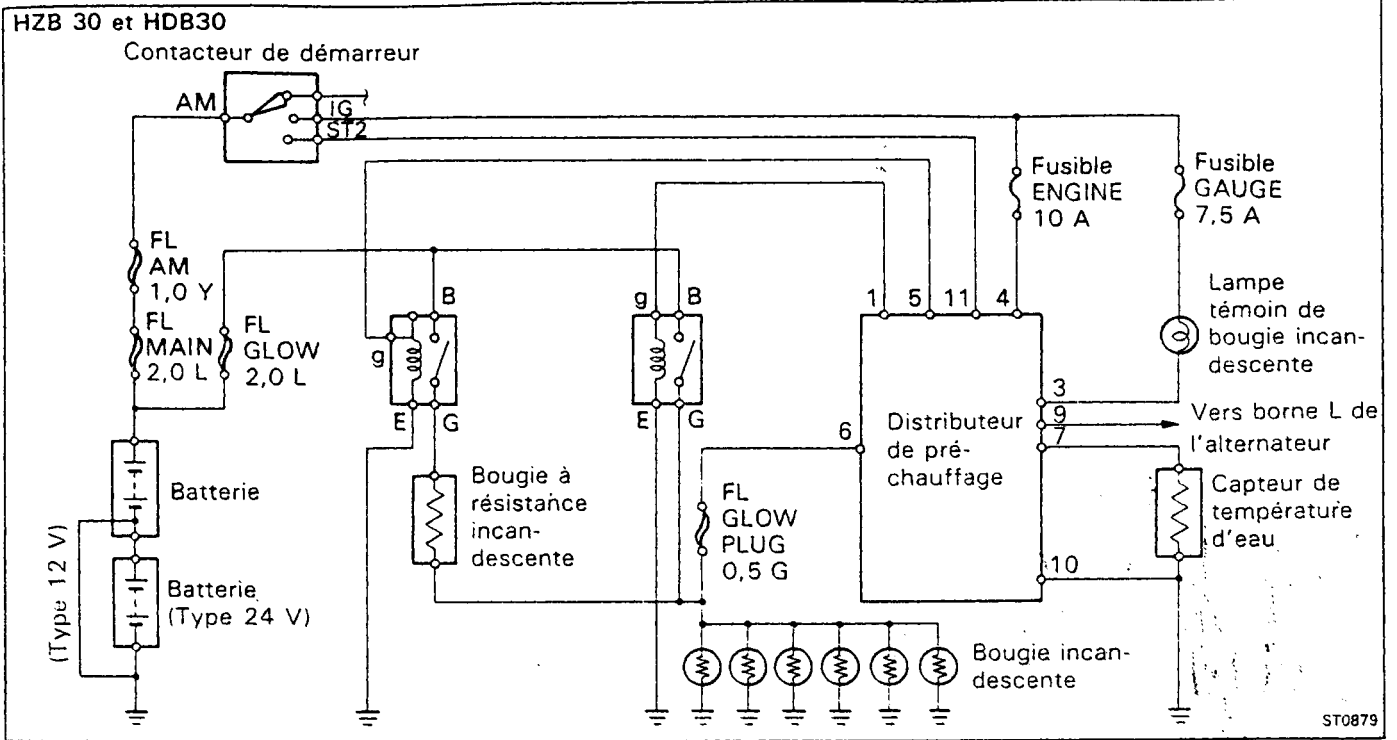 HZB 30 et HDB30
Contacteur de démarreur
AM
IG
ST2
FL
AM
1,0 Y
FL
MAIN
2,0 L
FL
GLOW
2,0 L
B
g
E
G
g
B
E
G
Fusible
ENGINE
10 A
Fusible
GAUGE
7,5 A
Lampe
témoin de
bougie incan-
descente
1
5
11
4
3
9
7
10
6
Distributeur
de pré-
chauffage
Vers borne L de
l'alternateur
Capteur de
température
d'eau
Bougie à
résistance
incan-
descente
FL
GLOW
PLUG
0,5 G
Batterie
Batterie
(Type 24 V)
(Type 12 V)
Bougie incan-
descente
ST0879